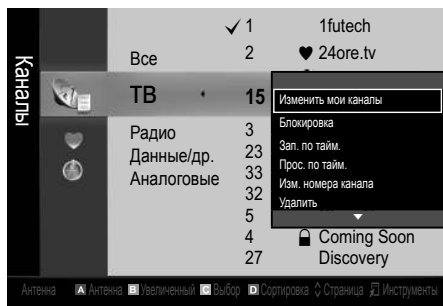 Каналы
✓ 1 1futech
Все 2 ♥ 24ore.tv
ТВ 15
Радио 3
Данные/др. 23
Аналоговые 33
32
5
4 Coming Soon
27 Discovery
Изменить мои каналы
Блокировка
Зап. по тайм.
Прос. по тайм.
Изм. номера канала
Удалить
Антенна A Антенна B Увеличенный C Выбор D Сортировка Страница Инструменты